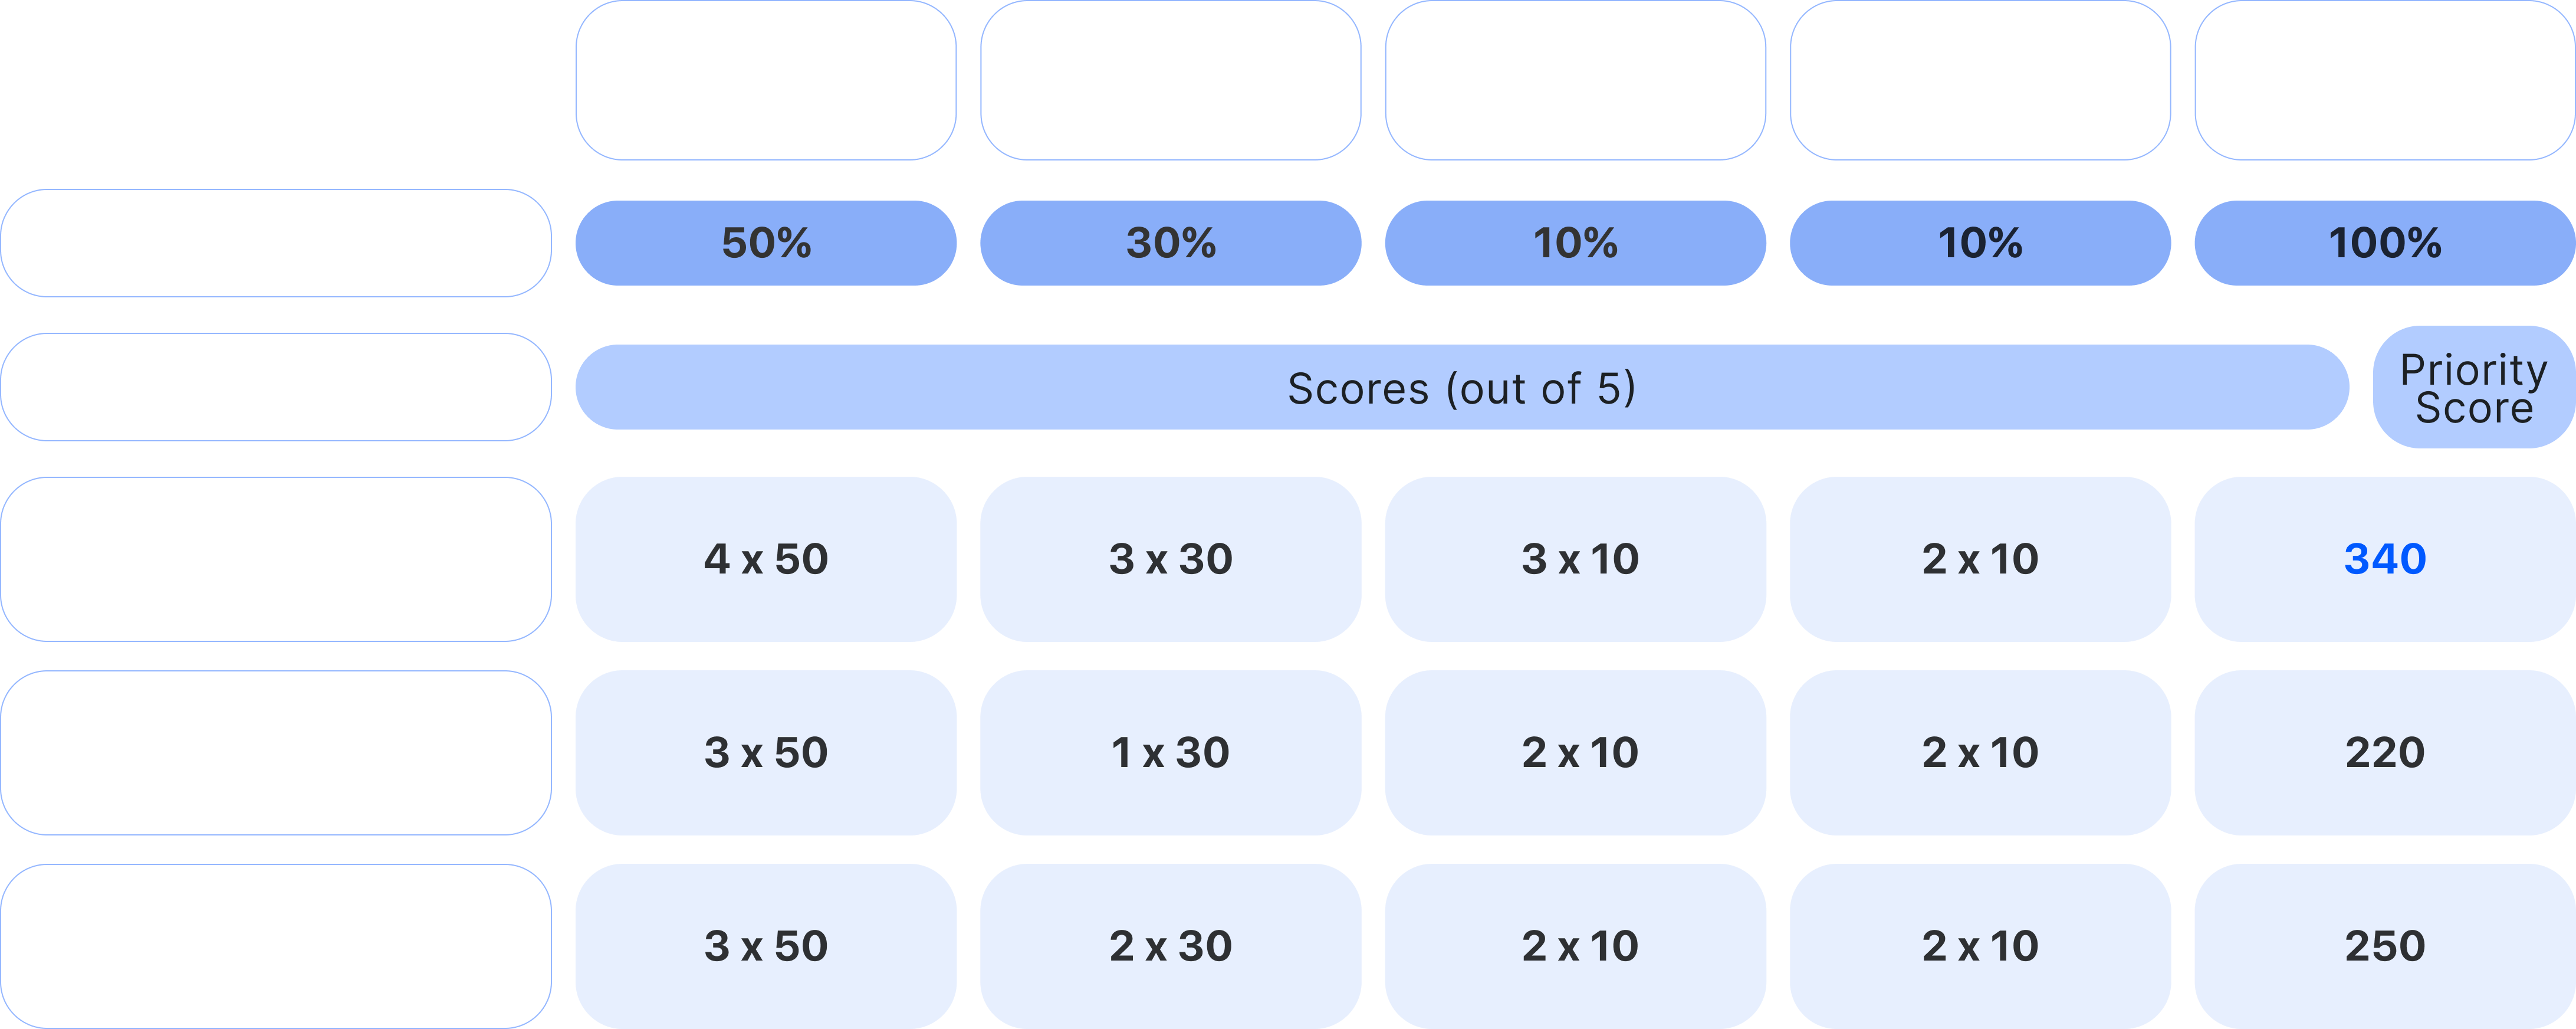 50% 30% 10% 10% 100%
Scores (out of 5)
Priority
Score
4 x 50 3 x 30 3 x 10 2 x 10 340
3 x 50 1 x 30 2 x 10 2 x 10 220
3 x 50 2 x 30 2 x 10 2 x 10 250